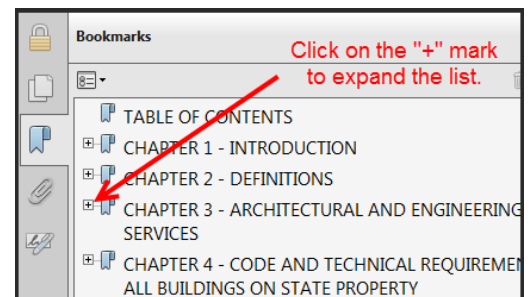 Bookmarks
Click on the "+" mark
to expand the list.
TABLE OF CONTENTS
CHAPTER 1 - INTRODUCTION
CHAPTER 2 - DEFINITIONS
CHAPTER 3 - ARCHITECTURAL AND ENGINEERING
SERVICES
CHAPTER 4 - CODE AND TECHNICAL
ALL BUILDINGS ON STATE PROPERTY